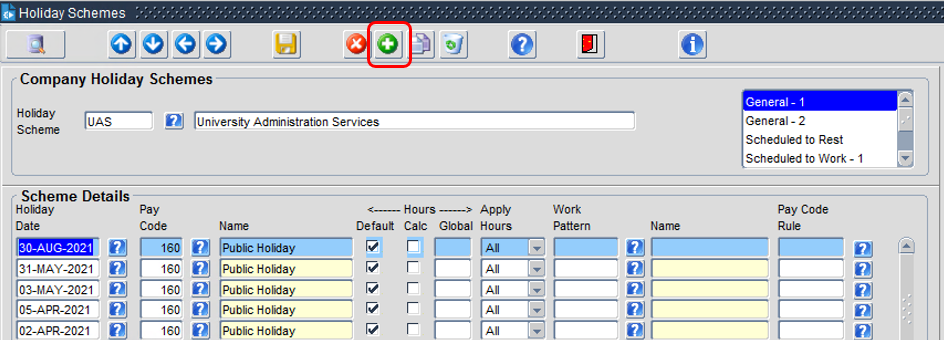 Holiday Schemes
Company Holiday Schemes
Holiday Scheme
UAS
University Administration Services
General - 1
General - 2
Scheduled to Rest
Scheduled to Work - 1
Scheme Details
Holiday Date
Pay Code
Name
<------ Hours ------>
Default Calc Global
Apply Hours
Work Pattern
Name
Pay Code Rule
30-AUG-2021 160 Public Holiday All
31-MAY-2021 160 Public Holiday All
03-MAY-2021 160 Public Holiday All
05-APR-2021 160 Public Holiday All
02-APR-2021 160 Public Holiday All